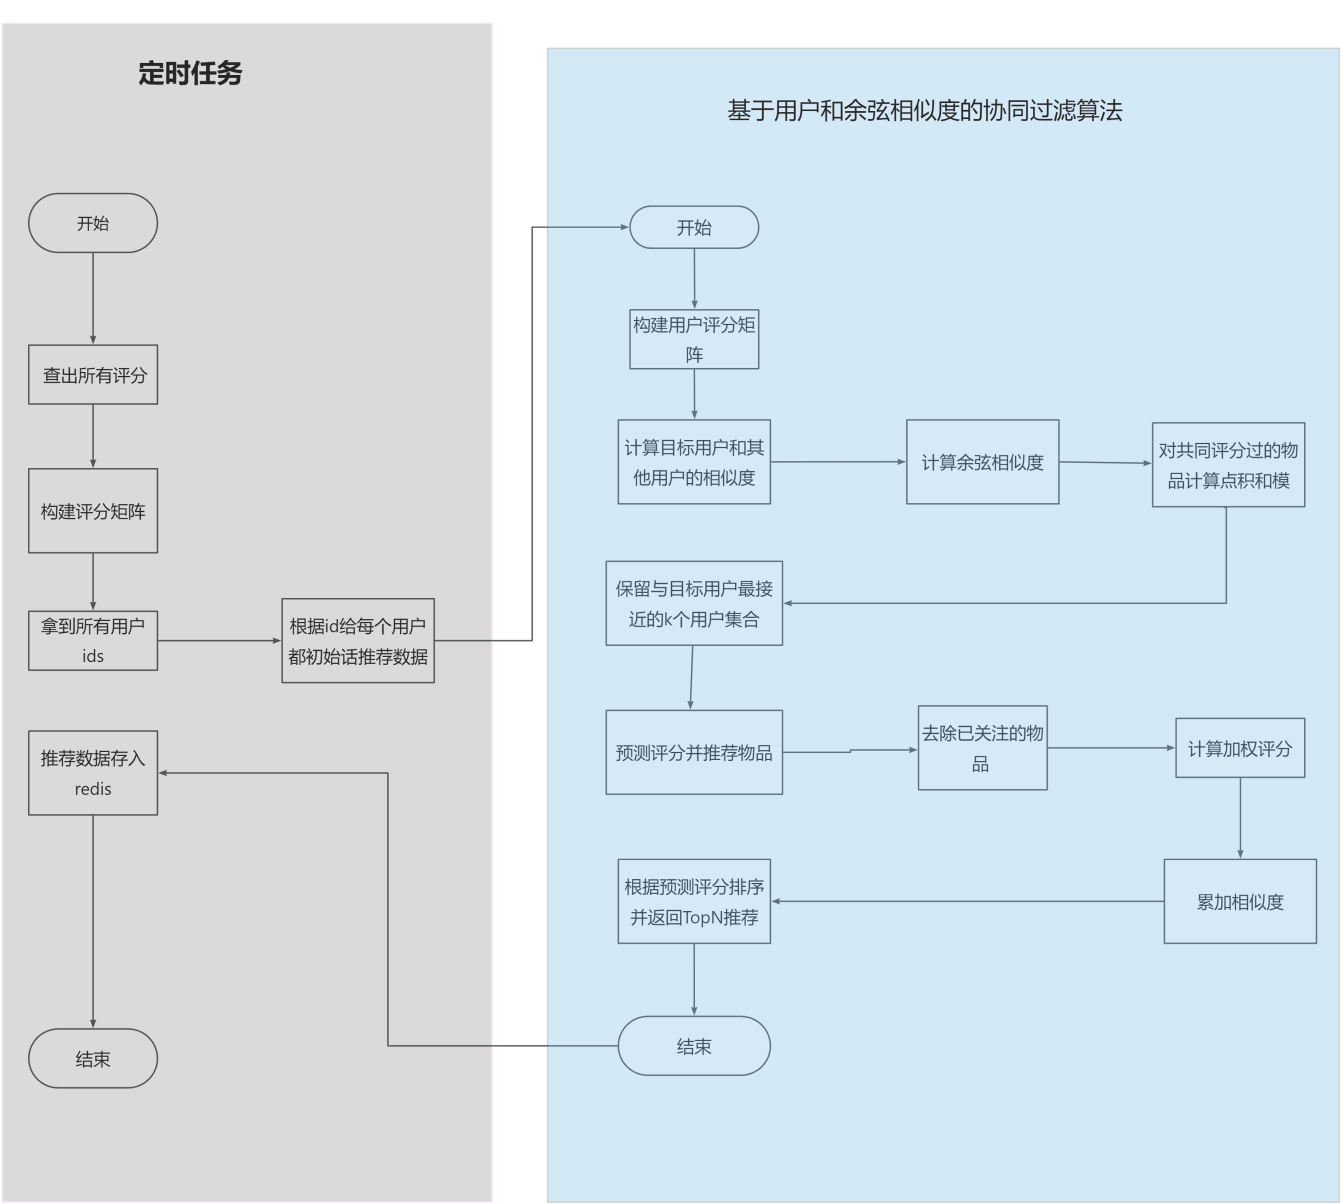 定时任务
开始
查出所有评分
构建评分矩阵
拿到所有用户
ids
根据id给每个用户
都初始话推荐数据
推荐数据存入
redis
结束
基于用户和余弦相似度的协同过滤算法
开始
构建用户评分矩
阵
计算目标用户和其
他用户的相似度
计算余弦相似度
对共同评分过的物
品计算点积和模
保留与目标用户最接
近的k个用户集合
预测评分并推荐物品
去除已关注的物
品
计算加权评分
累加相似度
根据预测评分排序
并返回TopN推荐
结束